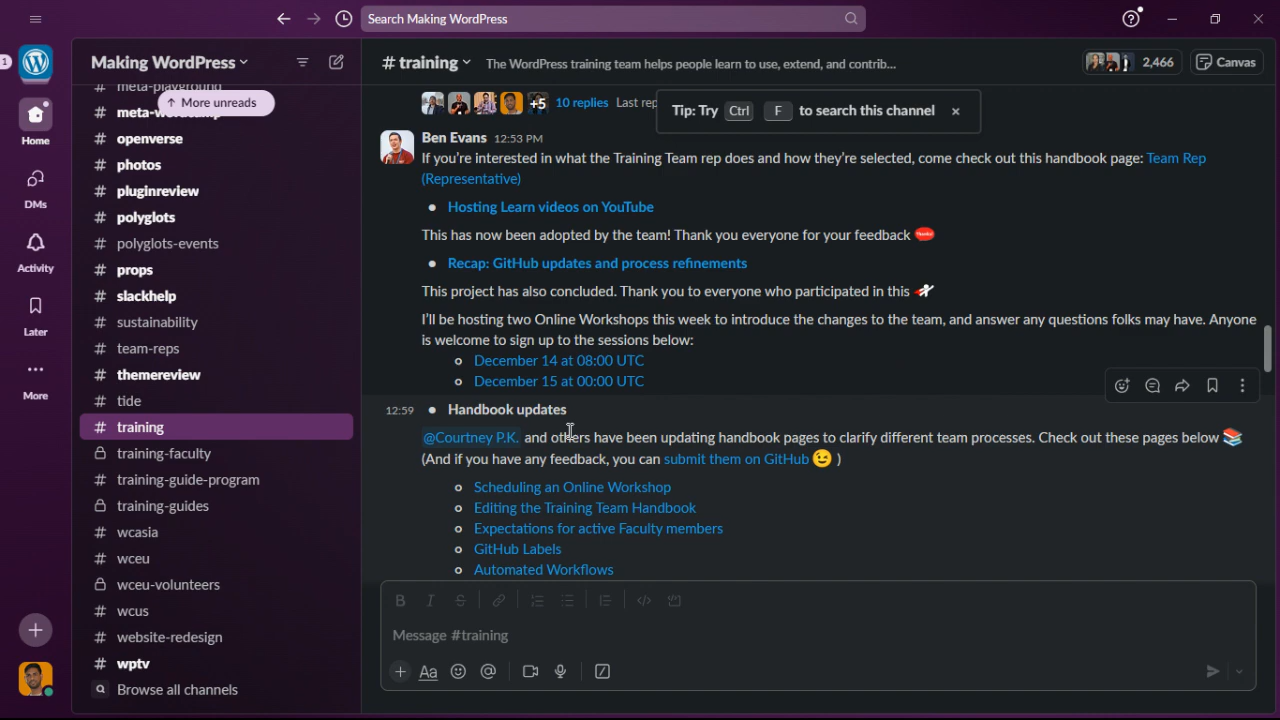 Search Making WordPress
1
Making WordPress
# training
The WordPress training team helps people learn to use, extend, and contrib...
2,466
Canvas
Home
DMs
Activity
Later
More
meta-playground
↑ More unreads
# openverse
# photos
# pluginreview
# polyglots
# polyglots-events
# props
# slackhelp
# sustainability
# team-reps
# themereview
# tide
# training
training-faculty
# training-guide-program
training-guides
# wcasia
# wceu
wceu-volunteers
# wcus
# website-redesign
# wptv
Browse all channels
+5 10 replies Last rep
Tip: Try Ctrl F to search this channel
Ben Evans 12:53 PM
If you're interested in what the Training Team rep does and how they're selected, come check out this handbook page: Team Rep
(Representative)
Hosting Learn videos on YouTube
This has now been adopted by the team! Thank you everyone for your feedback
Recap: GitHub updates and process refinements
This project has also concluded. Thank you to everyone who participated in this
I'll be hosting two Online Workshops this week to introduce the changes to the team, and answer any questions folks may have. Anyone
is welcome to sign up to the sessions below:
December 14 at 08:00 UTC
December 15 at 00:00 UTC
12:59 Handbook updates
@Courtney P.K. and others have been updating handbook pages to clarify different team processes. Check out these pages below 📚
(And if you have any feedback, you can submit them on GitHub 😉 )
Scheduling an Online Workshop
Editing the Training Team Handbook
Expectations for active Faculty members
GitHub Labels
Automated Workflows
B I S
Message #training
Aa